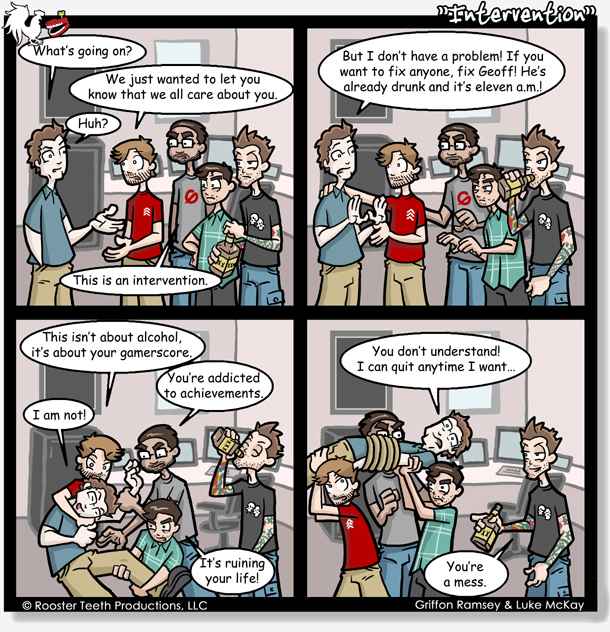 "Intervention"
What's going on?
We just wanted to let you
know that we all care about you.
Huh?
This is an intervention.
But I don't have a problem! If you
want to fix anyone, fix Geoff! He's
already drunk and it's eleven a.m.!
This isn't about alcohol,
it's about your gamerscore.
You're addicted
to achievements.
I am not!
It's ruining
your life!
You don't understand!
I can quit anytime I want...
You're
a mess.
© Rooster Teeth Productions, LLC
Griffon Ramsey & Luke McKay